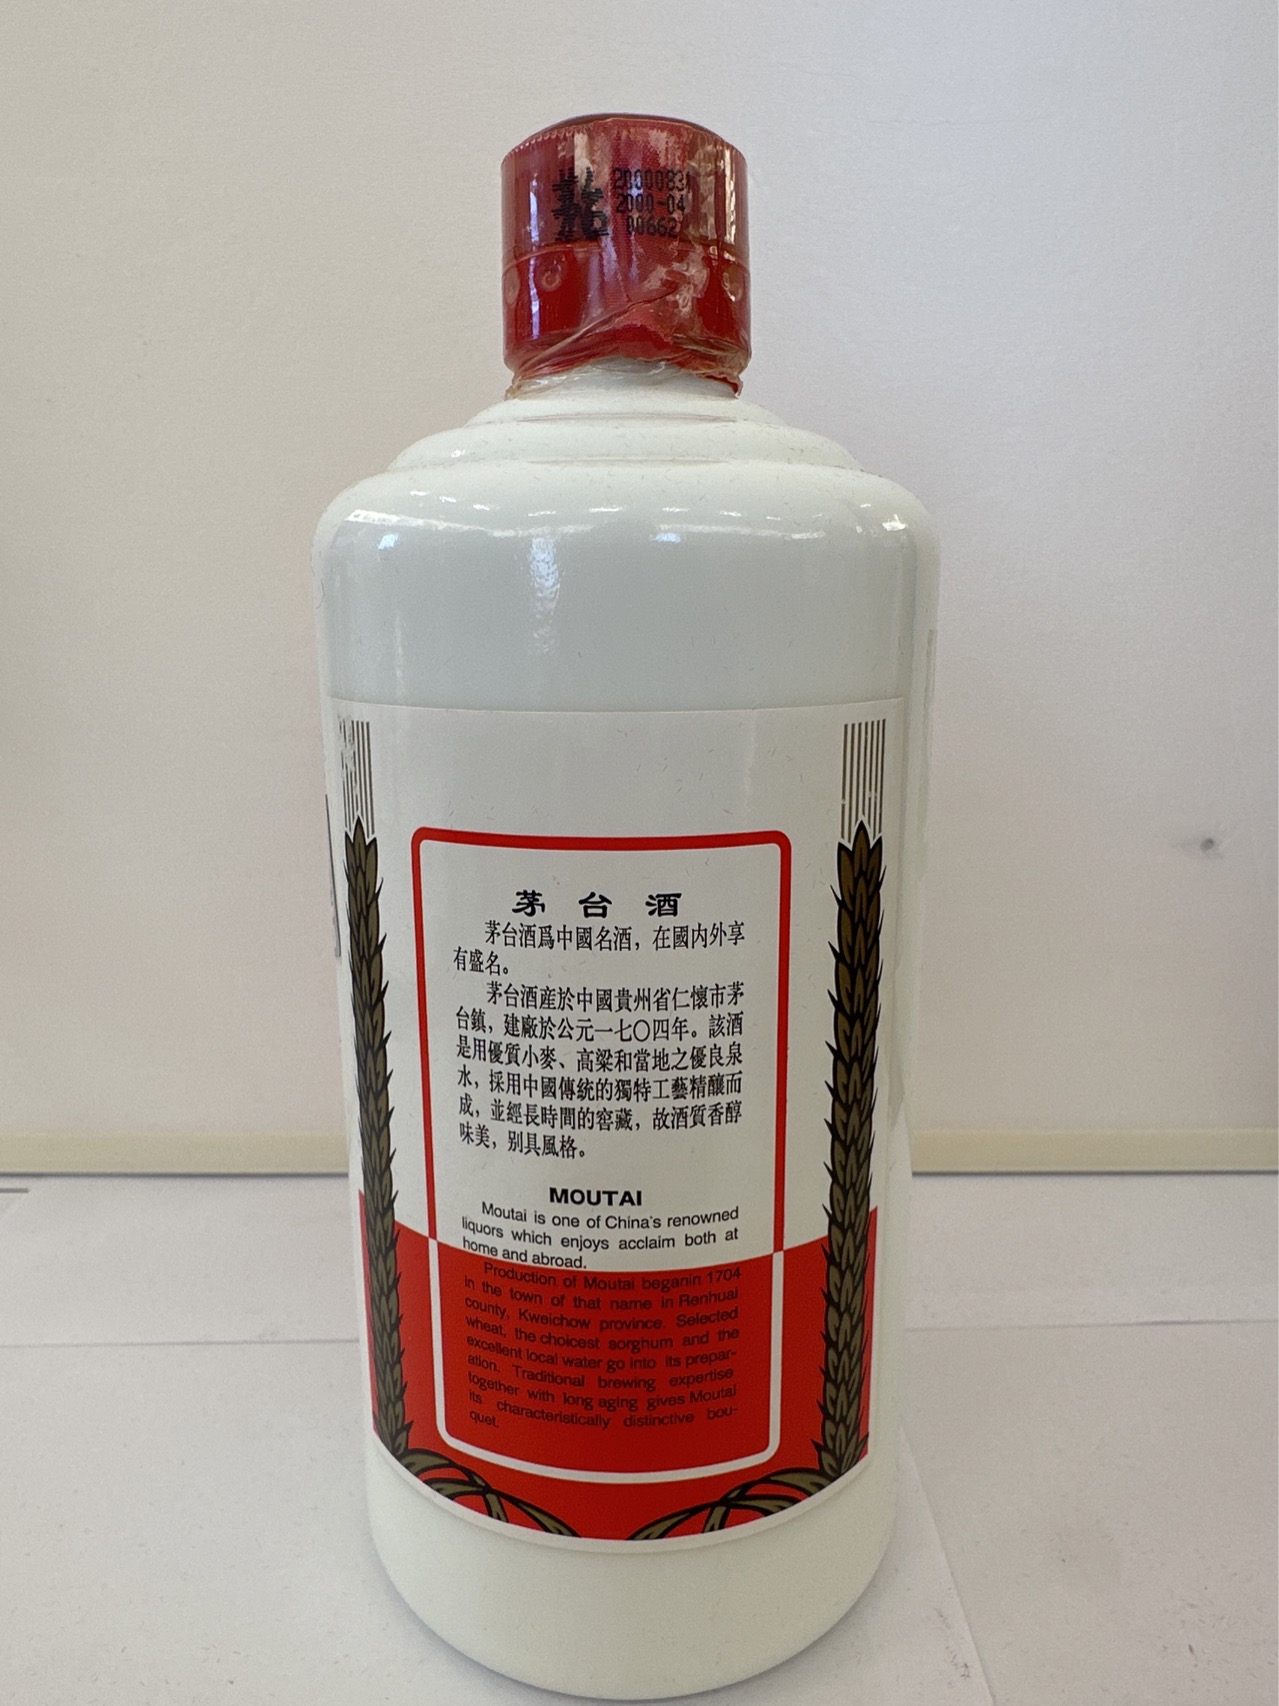 2000083
2000-04
00662
茅台酒
茅台酒爲中國名酒，在國内外享
有盛名。
茅台酒産於中國貴州省仁懷市茅
台鎮，建廠於公元一七〇四年。該酒
是用優質小麥、高梁和當地之優良泉
水，採用中國傳統的獨特工藝精釀而
成，並經長時間的窖藏，故酒質香醇
味美，别具風格。
MOUTAI
Moutai is one of China's renowned
liquors which enjoys acclaim both at
home and abroad.
Production of Moutai beganin 1704
in the town of that name in Renhuai
county, Kweichow province. Selected
wheat, the choicest sorghum and the
excellent local water go into its prepar-
ation. Traditional brewing expertise
together with long aging gives Moutai
its characteristically distinctive bou-
quet.